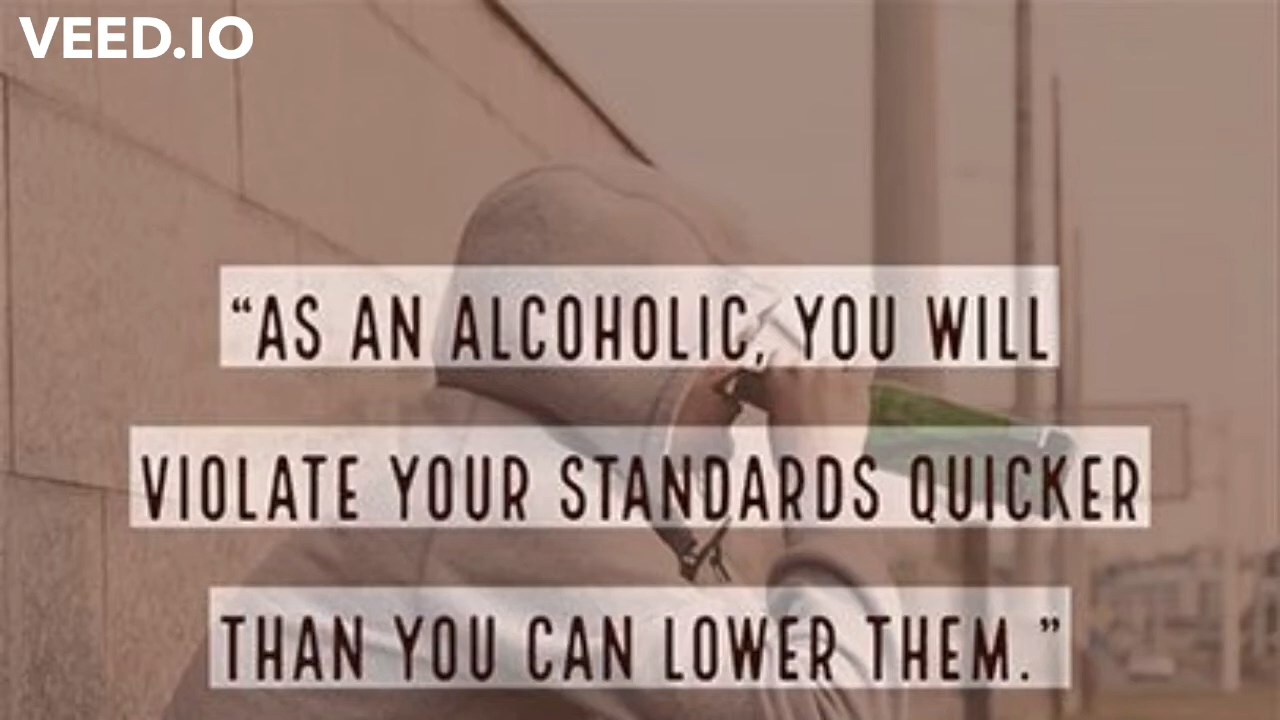 VEED.IO
“AS AN ALCOHOLIC, YOU WILL
VIOLATE YOUR STANDARDS QUICKER
THAN YOU CAN LOWER THEM.”